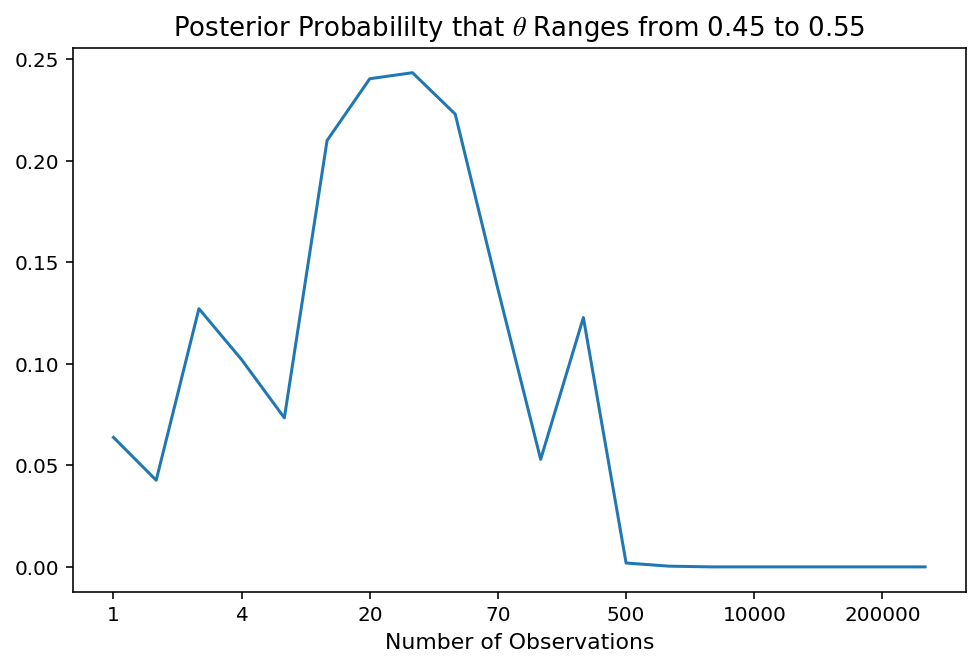 Posterior Probabililty that θ Ranges from 0.45 to 0.55
0.25
0.20
0.15
0.10
0.05
0.00
1 4 20 70 500 10000 200000
Number of Observations